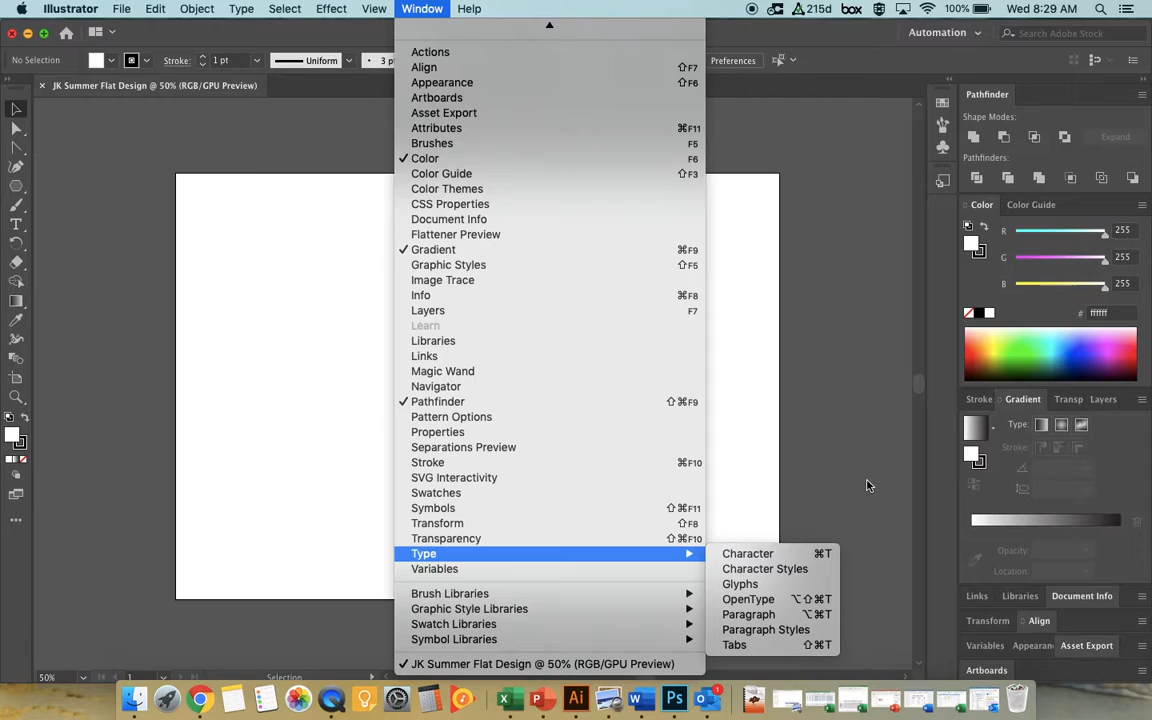 Illustrator File Edit Object Type Select Effect View Window Help 215d box 100% Wed 8:29 AM
Automation Search Adobe Stock
No Selection Stroke: 1 pt Uniform 3 p Preferences
× JK Summer Flat Design @ 50% (RGB/GPU Preview)
Actions
Align ⇧F7
Appearance ⇧F6
Artboards
Asset Export
Attributes ⌘F11
Brushes F5
✓ Color F6
Color Guide ⇧F3
Color Themes
CSS Properties
Document Info
Flattener Preview
✓ Gradient ⌘F9
Graphic Styles ⇧F5
Image Trace
Info ⌘F8
Layers F7
Learn
Libraries
Links
Magic Wand
Navigator
✓ Pathfinder ⇧⌘F9
Pattern Options
Properties
Separations Preview
Stroke ⌘F10
SVG Interactivity
Swatches
Symbols ⇧⌘F11
Transform ⇧F8
Transparency ⇧⌘F10
Type
Variables
Brush Libraries
Graphic Style Libraries
Swatch Libraries
Symbol Libraries
✓ JK Summer Flat Design @ 50% (RGB/GPU Preview)
Character ⌘T
Character Styles
Glyphs
OpenType ⌥⇧⌘T
Paragraph ⌥⌘T
Paragraph Styles
Tabs ⇧⌘T
Pathfinder
Shape Modes:
Expand
Pathfinders:
Color Color Guide
R 255
G 255
B 255
# ffffff
Stroke Gradient Transp Layers
Type:
Stroke:
Opacity:
Location:
Links Libraries Document Info
Transform Align
Variables Appearanc Asset Export
Artboards
50% 1 Selection
Ai W Ps 1